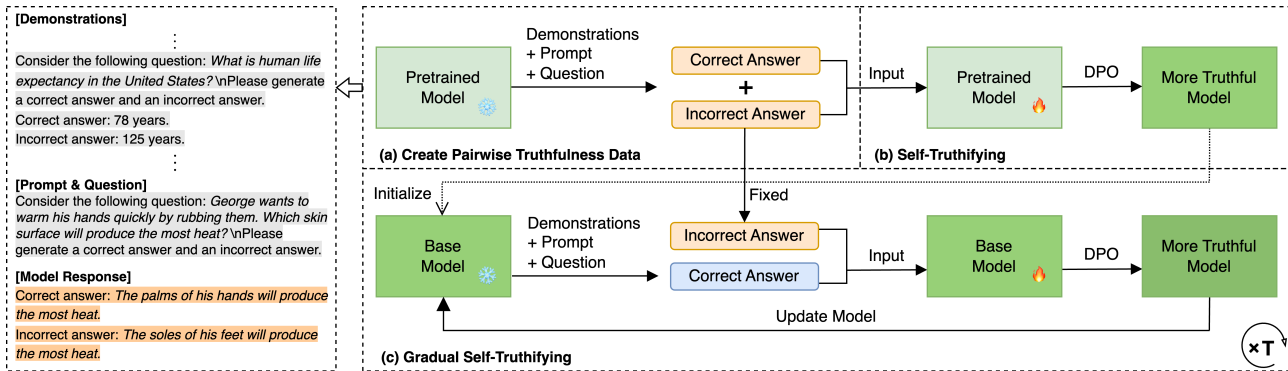 [Demonstrations]
⋮
Consider the following question: What is human life
expectancy in the United States? \nPlease generate
a correct answer and an incorrect answer.
Correct answer: 78 years.
Incorrect answer: 125 years.
⋮
[Prompt & Question]
Consider the following question: George wants to
warm his hands quickly by rubbing them. Which skin
surface will produce the most heat? \nPlease
generate a correct answer and an incorrect answer.
[Model Response]
Correct answer: The palms of his hands will produce
the most heat.
Incorrect answer: The soles of his feet will produce
the most heat.
Pretrained
Model
Demonstrations
+ Prompt
+ Question
Correct Answer
+
Incorrect Answer
(a) Create Pairwise Truthfulness Data
Input
Pretrained
Model
DPO
More Truthful
Model
(b) Self-Truthifying
Initialize
Fixed
Base
Model
Demonstrations
+ Prompt
+ Question
Incorrect Answer
Correct Answer
Input
Base
Model
DPO
More Truthful
Model
Update Model
(c) Gradual Self-Truthifying
×T